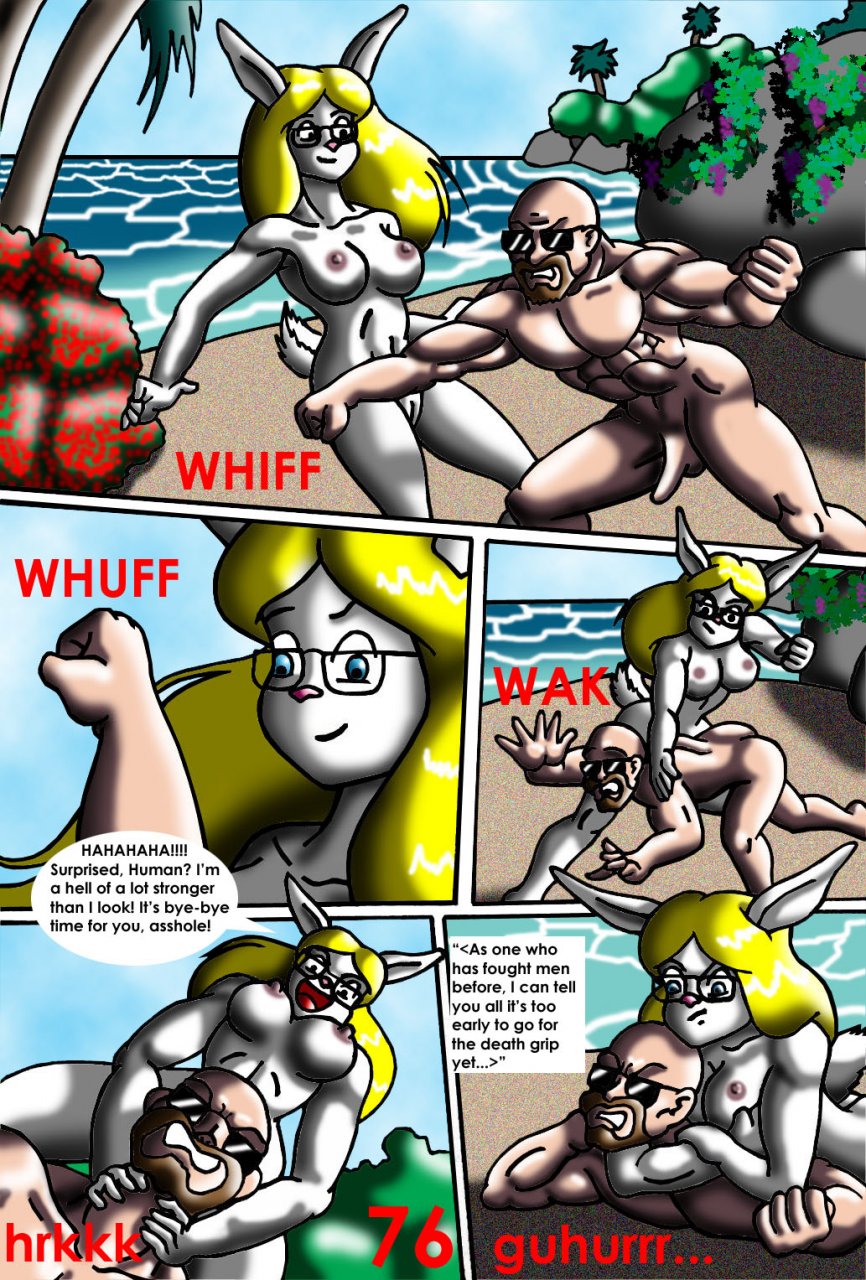 WHIFF
WHUFF
WAK
HAHAHAHA!!!!
Surprised, Human? I'm
a hell of a lot stronger
than I look! It's bye-bye
time for you, asshole!
hrkkk
76
"<As one who
has fought men
before, I can tell
you all it's too
early to go for
the death grip
yet...>"
guhurrr...